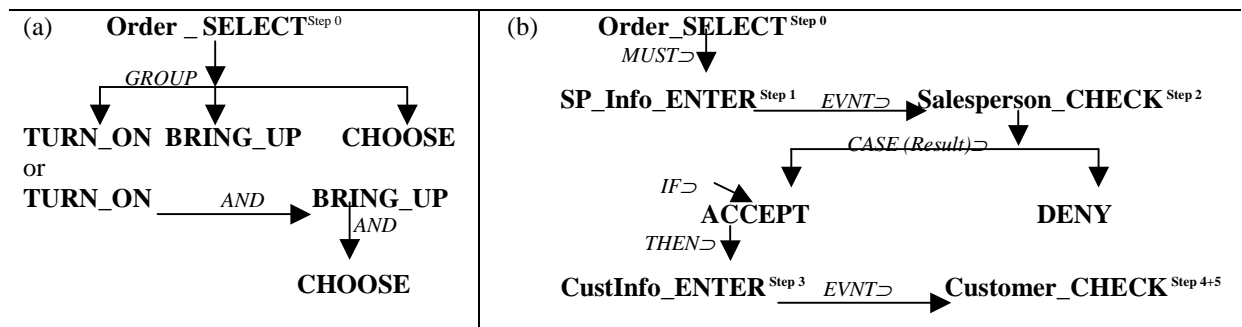 (a) Order _ SELECT Step 0
GROUP
TURN_ON BRING_UP CHOOSE
or
TURN_ON AND BRING_UP
AND
CHOOSE
(b) Order_SELECT Step 0
MUST⊃
SP_Info_ENTER Step 1 EVNT⊃ Salesperson_CHECK Step 2
CASE (Result)⊃
IF⊃
ACCEPT DENY
THEN⊃
CustInfo_ENTER Step 3 EVNT⊃ Customer_CHECK Step 4+5